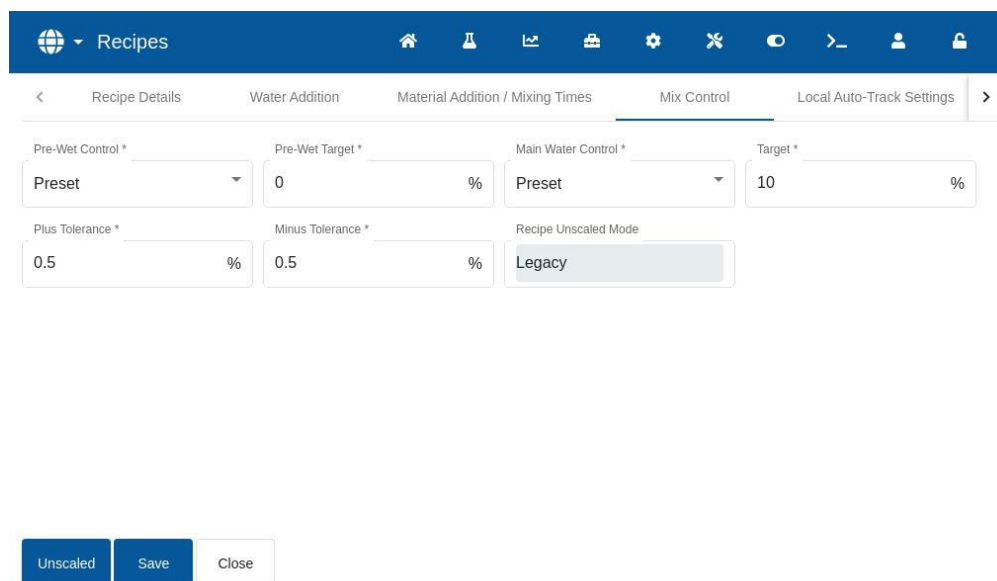 Recipes
Recipe Details Water Addition Material Addition / Mixing Times Mix Control Local Auto-Track Settings
Pre-Wet Control * Pre-Wet Target * Main Water Control * Target *
Preset 0 % Preset 10 %
Plus Tolerance * Minus Tolerance * Recipe Unscaled Mode
0.5 % 0.5 % Legacy
Unscaled Save Close